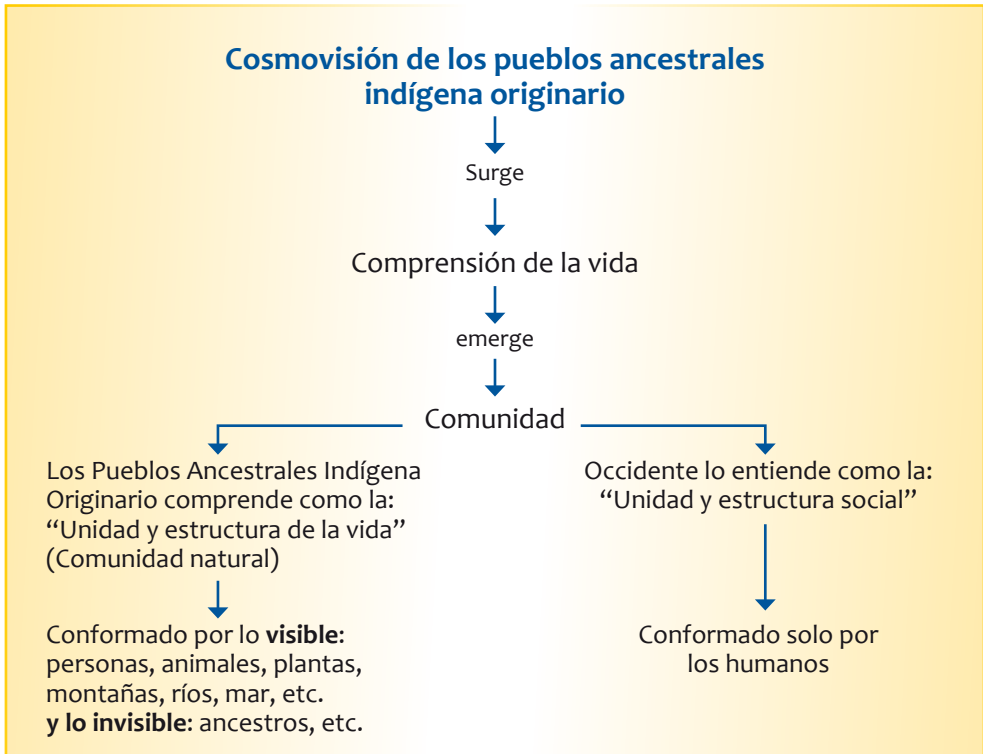 Cosmovisión de los pueblos ancestrales
indígena originario
Surge
Comprensión de la vida
emerge
Comunidad
Los Pueblos Ancestrales Indígena
Originario comprende como la:
“Unidad y estructura de la vida”
(Comunidad natural)
Conformado por lo visible:
personas, animales, plantas,
montañas, ríos, mar, etc.
y lo invisible: ancestros, etc.
Occidente lo entiende como la:
“Unidad y estructura social”
Conformado solo por
los humanos